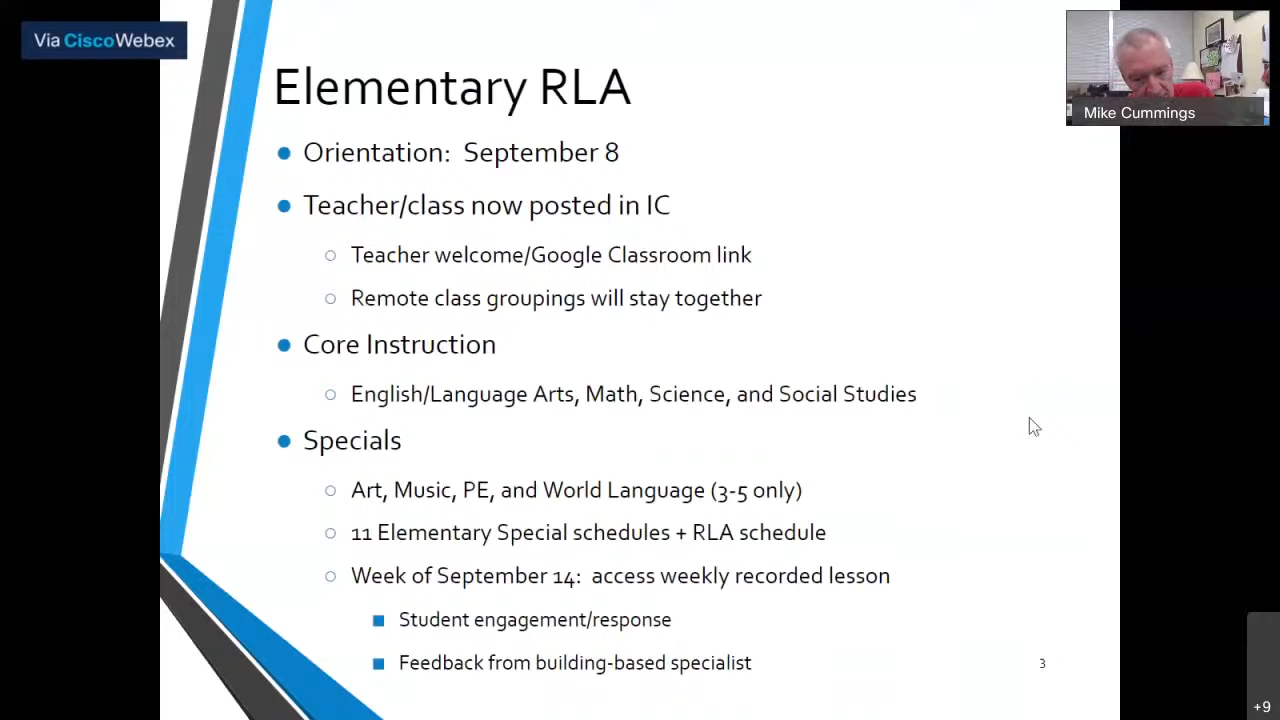 Via CiscoWebex
Elementary RLA
Mike Cummings
Orientation: September 8
Teacher/class now posted in IC
Teacher welcome/Google Classroom link
Remote class groupings will stay together
Core Instruction
English/Language Arts, Math, Science, and Social Studies
Specials
Art, Music, PE, and World Language (3-5 only)
11 Elementary Special schedules + RLA schedule
Week of September 14: access weekly recorded lesson
Student engagement/response
Feedback from building-based specialist
3
+9